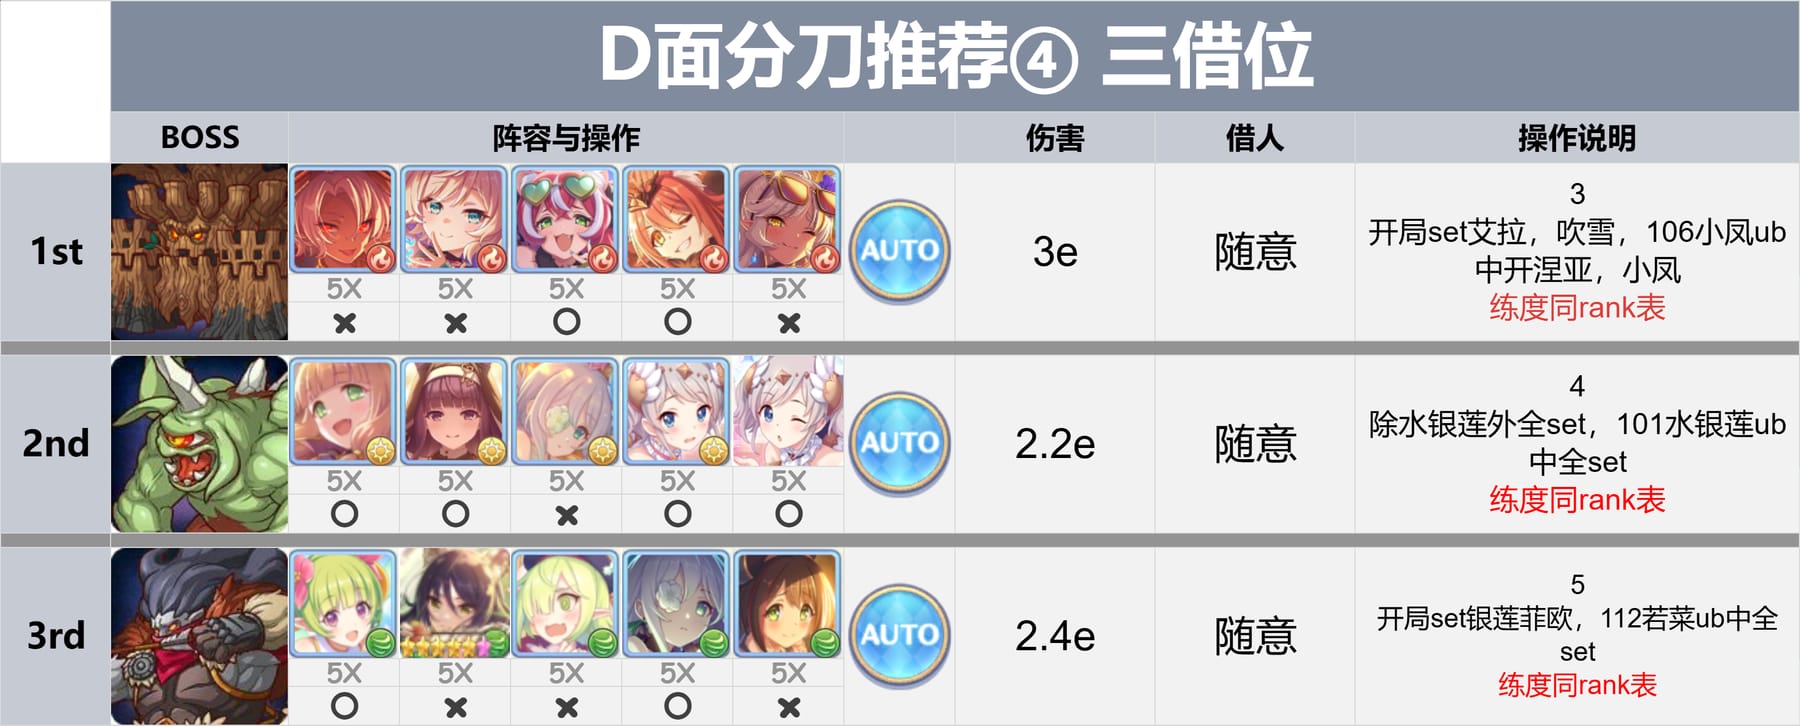 D面分刀推荐④ 三借位
BOSS 阵容与操作 伤害 借人 操作说明
1st
5X 5X 5X 5X 5X
AUTO
3e
随意
3
开局set艾拉，吹雪，106小凤ub
中开涅亚，小凤
练度同rank表
2nd
5X 5X 5X 5X 5X
AUTO
2.2e
随意
4
除水银莲外全set，101水银莲ub
中全set
练度同rank表
3rd
5X 5X 5X 5X 5X
AUTO
2.4e
随意
5
开局set银莲菲欧，112若菜ub中全
set
练度同rank表